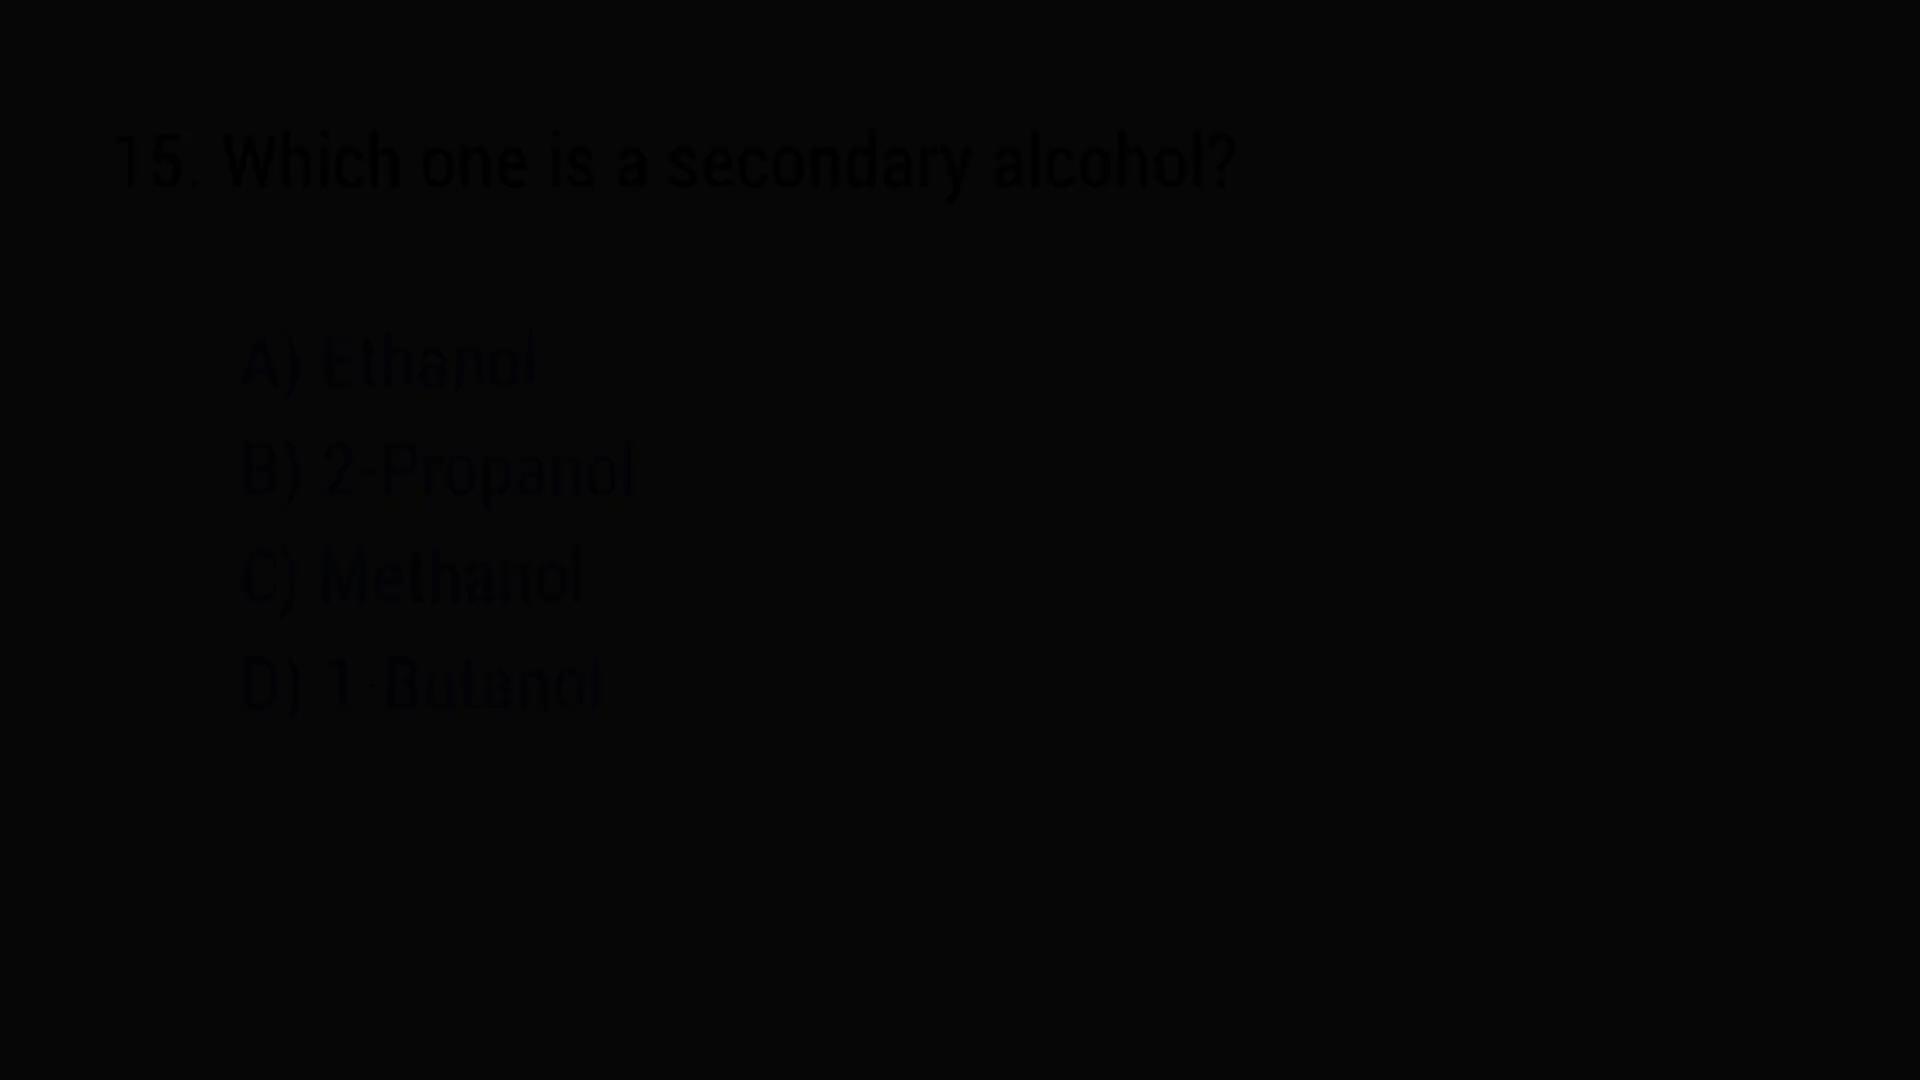 15. Which one is a secondary alcohol?
A) Ethanol
B) 2-Propanol
C) Methanol
D) 1-Butanol